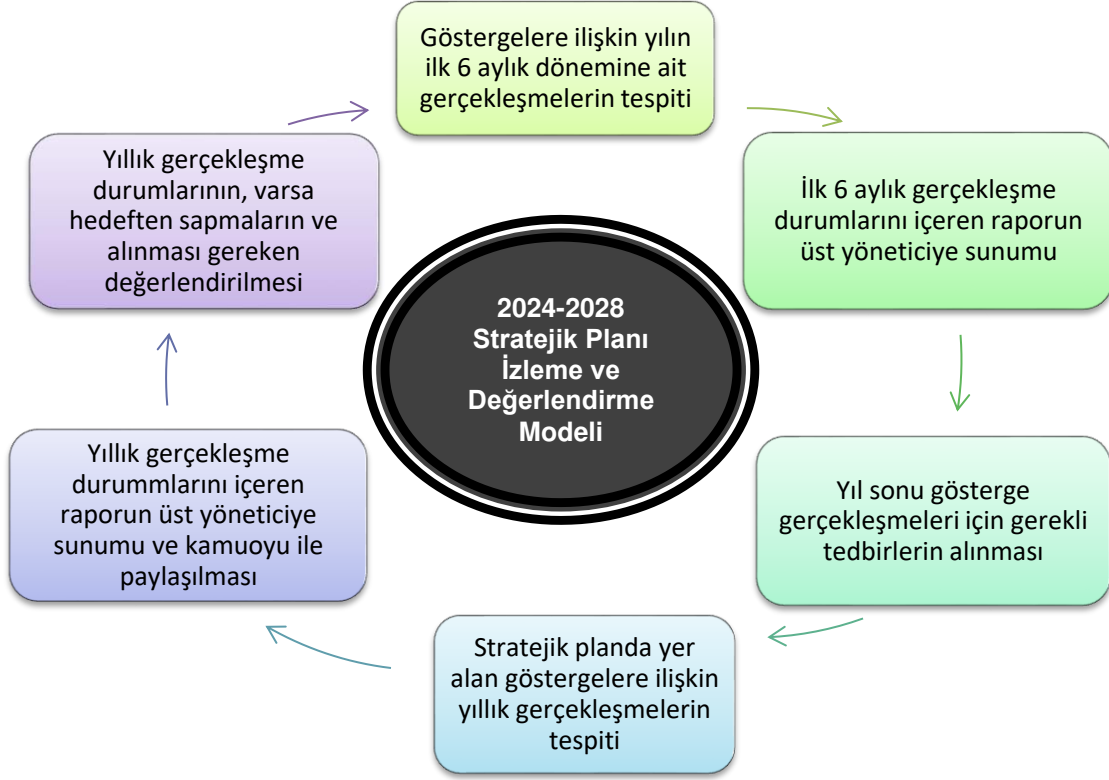 Göstergelere ilişkin yılın
ilk 6 aylık dönemine ait
gerçekleşmelerin tespiti
İlk 6 aylık gerçekleşme
durumlarını içeren raporun
üst yöneticiye sunumu
Yıl sonu gösterge
gerçekleşmeleri için gerekli
tedbirlerin alınması
Stratejik planda yer
alan göstergelere ilişkin
yıllık gerçekleşmelerin
tespiti
Yıllık gerçekleşme
durummlarını içeren
raporun üst yöneticiye
sunumu ve kamuoyu ile
paylaşılması
Yıllık gerçekleşme
durumlarının, varsa
hedeften sapmaların ve
alınması gereken
değerlendirilmesi
2024-2028
Stratejik Planı
İzleme ve
Değerlendirme
Modeli